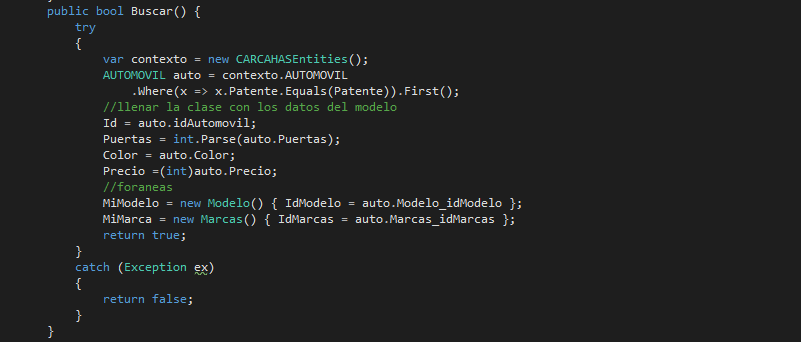 public bool Buscar() {
try
{
var contexto = new CARCAHASEntities();
AUTOMOVIL auto = contexto.AUTOMOVIL
.Where(x => x.Patente.Equals(Patente)).First();
//llenar la clase con los datos del modelo
Id = auto.idAutomovil;
Puertas = int.Parse(auto.Puertas);
Color = auto.Color;
Precio =(int)auto.Precio;
//foraneas
MiModelo = new Modelo() { IdModelo = auto.Modelo_idModelo };
MiMarca = new Marcas() { IdMarcas = auto.Marcas_idMarcas };
return true;
}
catch (Exception ex)
{
return false;
}
}